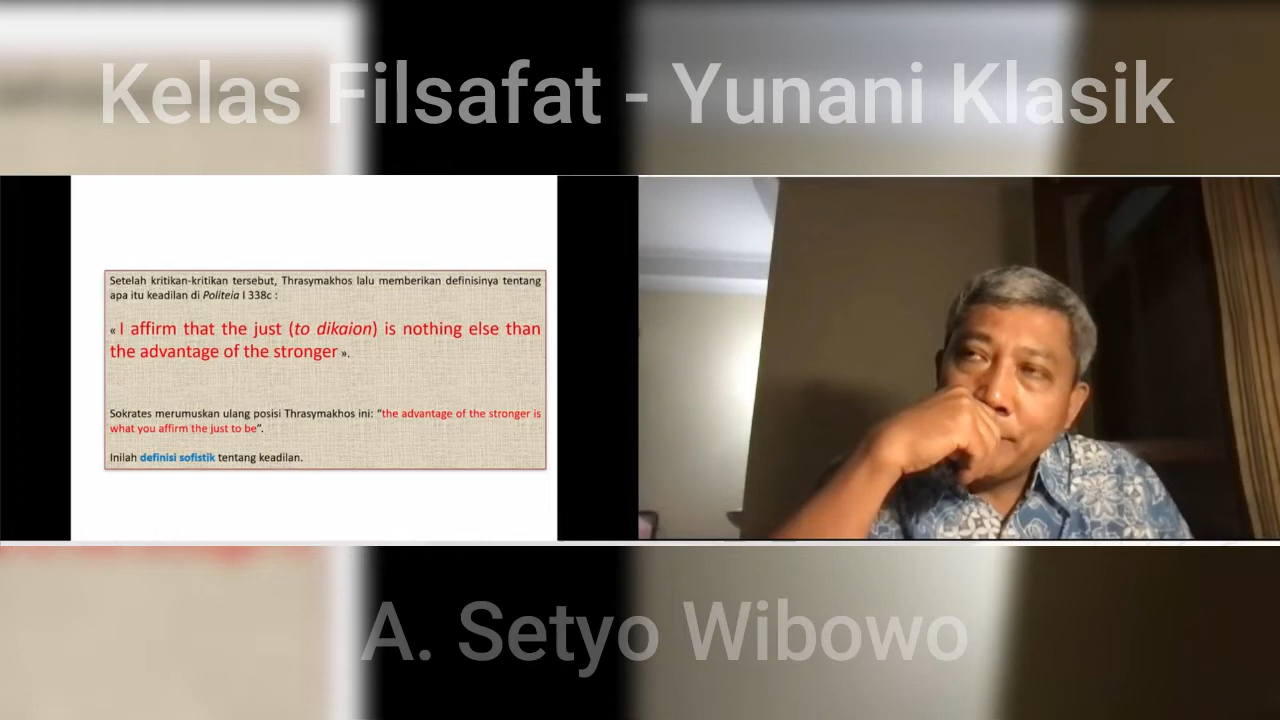 Kelas Filsafat - Yunani Klasik
Setelah kritikan-kritikan tersebut, Thrasymakhos lalu memberikan definisinya tentang
apa itu keadilan di Politeia I 338c :
« I affirm that the just (to dikaion) is nothing else than
the advantage of the stronger ».
Sokrates merumuskan ulang posisi Thrasymakhos ini: “the advantage of the stronger is
what you affirm the just to be”.
Inilah definisi sofistik tentang keadilan.
A. Setyo Wibowo